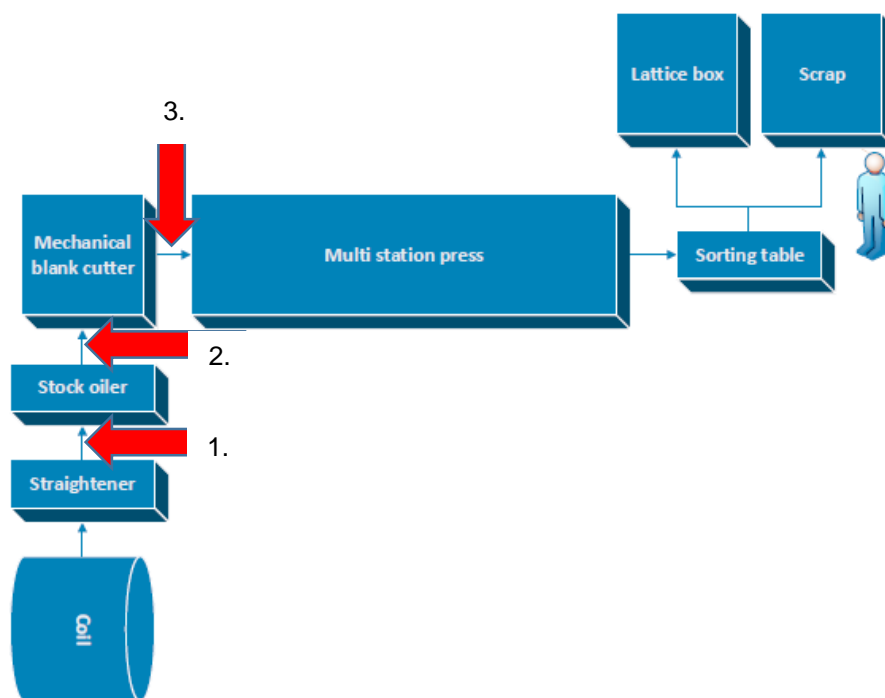 Lattice box
Scrap
3.
Mechanical
blank cutter
Multi station press
Sorting table
2.
Stock oiler
1.
Straightener
Coil